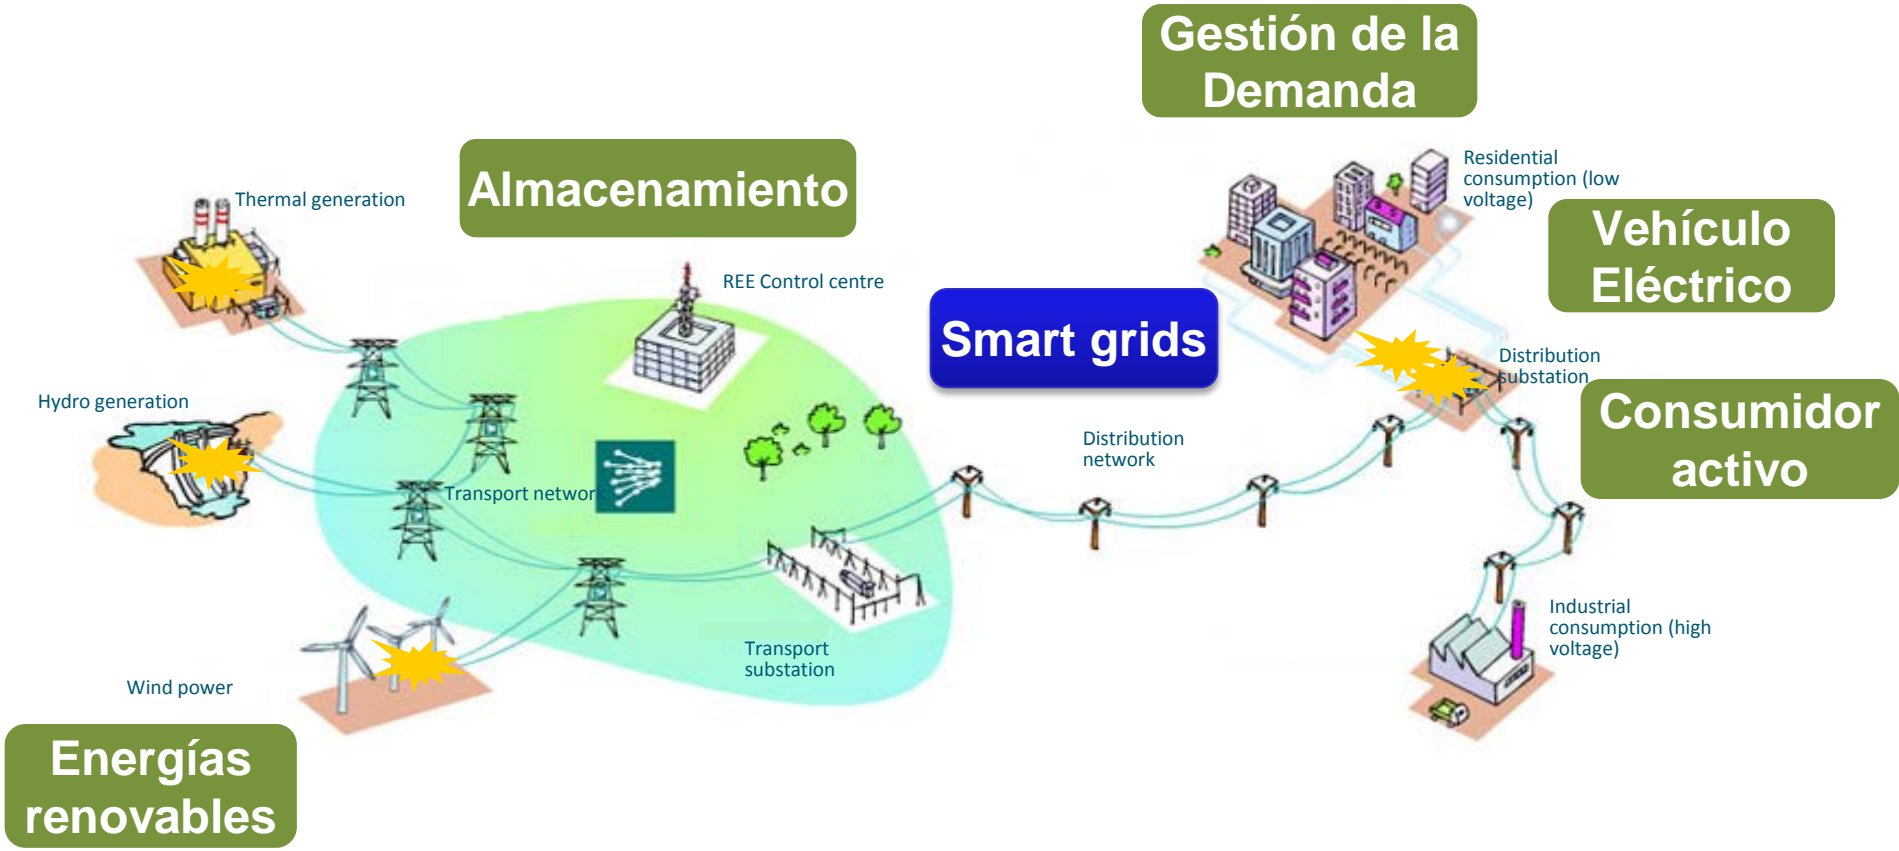 Gestión de la
Demanda
Almacenamiento
Residential
consumption (low
voltage)
Thermal generation
Vehículo
Eléctrico
REE Control centre
Smart grids
Distribution
substation
Hydro generation
Consumidor
activo
Distribution
network
Transport network
Industrial
consumption (high
voltage)
Transport
substation
Wind power
Energías
renovables